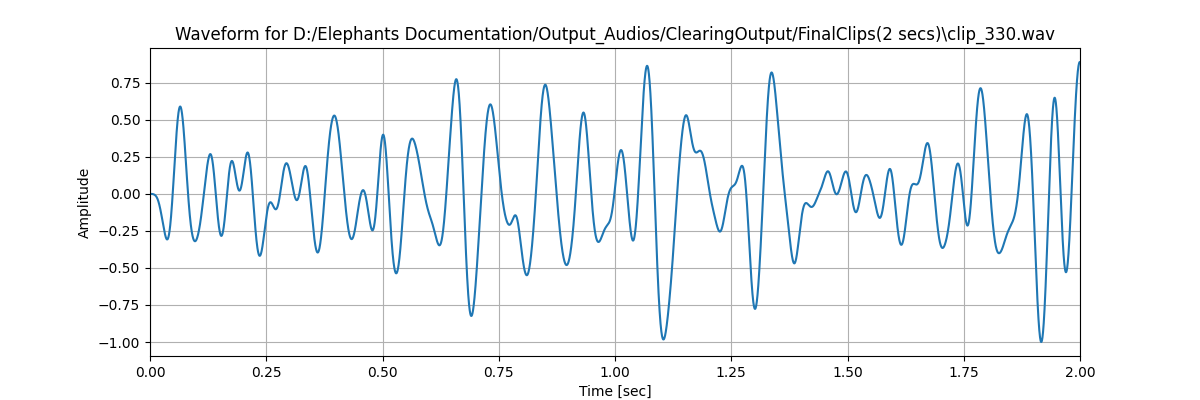 Waveform for D:/Elephants Documentation/Output_Audios/ClearingOutput/FinalClips(2 secs)\clip_330.wav
Amplitude
0.75
0.50
0.25
0.00
−0.25
−0.50
−0.75
−1.00
0.00 0.25 0.50 0.75 1.00 1.25 1.50 1.75 2.00
Time [sec]